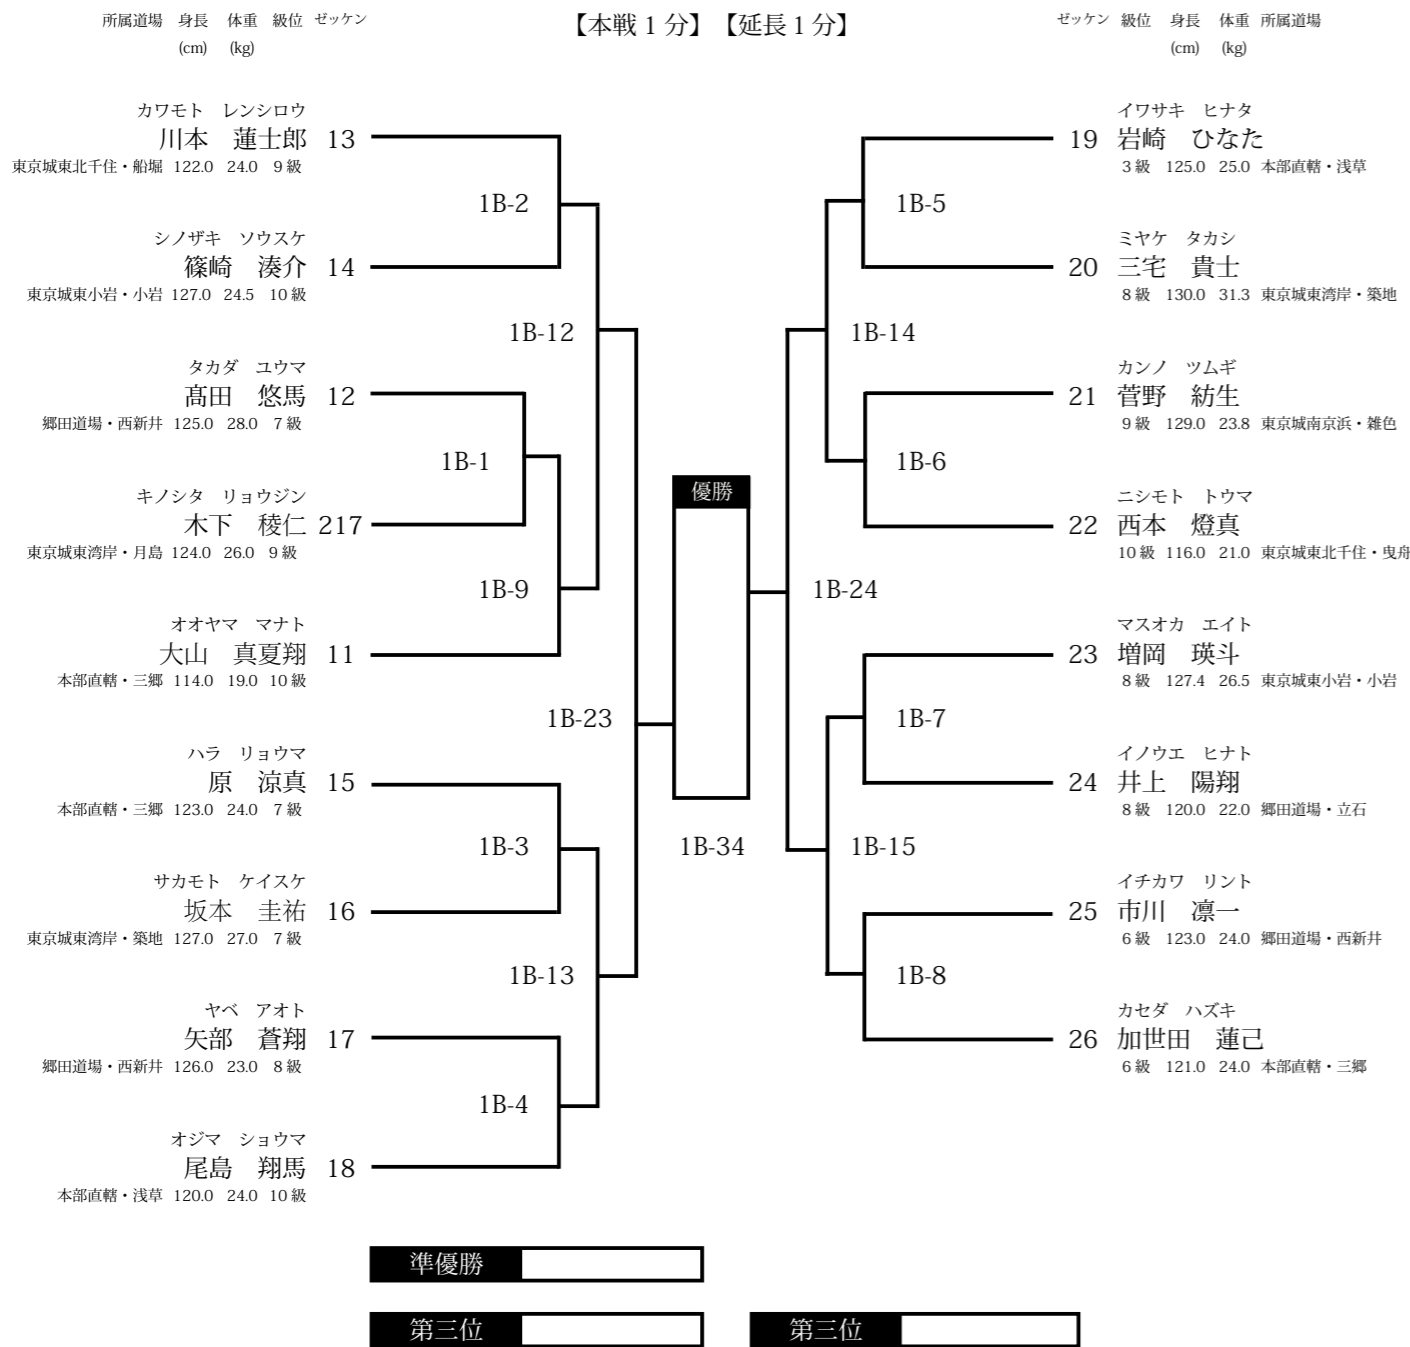 所属道場 身長 体重 級位 ゼッケン
(cm) (kg)
【本戦1分】【延長1分】
ゼッケン 級位 身長 体重 所属道場
(cm) (kg)
カワモト レンシロウ
川本 蓮士郎 13
東京城東北千住・船堀 122.0 24.0 9級
1B-2
シノザキ ソウスケ
篠崎 湊介 14
東京城東小岩・小岩 127.0 24.5 10級
1B-12
タカダ ユウマ
髙田 悠馬 12
郷田道場・西新井 125.0 28.0 7級
1B-1
キノシタ リョウジン
木下 稜仁 217
東京城東湾岸・月島 124.0 26.0 9級
1B-9
オオヤマ マナト
大山 真夏翔 11
本部直轄・三郷 114.0 19.0 10級
1B-23
ハラ リョウマ
原 涼真 15
本部直轄・三郷 123.0 24.0 7級
1B-3
サカモト ケイスケ
坂本 圭祐 16
東京城東湾岸・築地 127.0 27.0 7級
1B-13
ヤベ アオト
矢部 蒼翔 17
郷田道場・西新井 126.0 23.0 8級
1B-4
オジマ ショウマ
尾島 翔馬 18
本部直轄・浅草 120.0 24.0 10級
優勝
1B-34
イワサキ ヒナタ
19 岩崎 ひなた
3級 125.0 25.0 本部直轄・浅草
1B-5
ミヤケ タカシ
20 三宅 貴士
8級 130.0 31.3 東京城東湾岸・築地
1B-14
カンノ ツムギ
21 菅野 紡生
9級 129.0 23.8 東京城南京浜・雑色
1B-6
ニシモト トウマ
22 西本 燈真
10級 116.0 21.0 東京城東北千住・曳舟
1B-24
マスオカ エイト
23 増岡 瑛斗
8級 127.4 26.5 東京城東小岩・小岩
1B-7
イノウエ ヒナト
24 井上 陽翔
8級 120.0 22.0 郷田道場・立石
1B-15
イチカワ リント
25 市川 凛一
6級 123.0 24.0 郷田道場・西新井
1B-8
カセダ ハズキ
26 加世田 蓮己
6級 121.0 24.0 本部直轄・三郷
準優勝
第三位 第三位